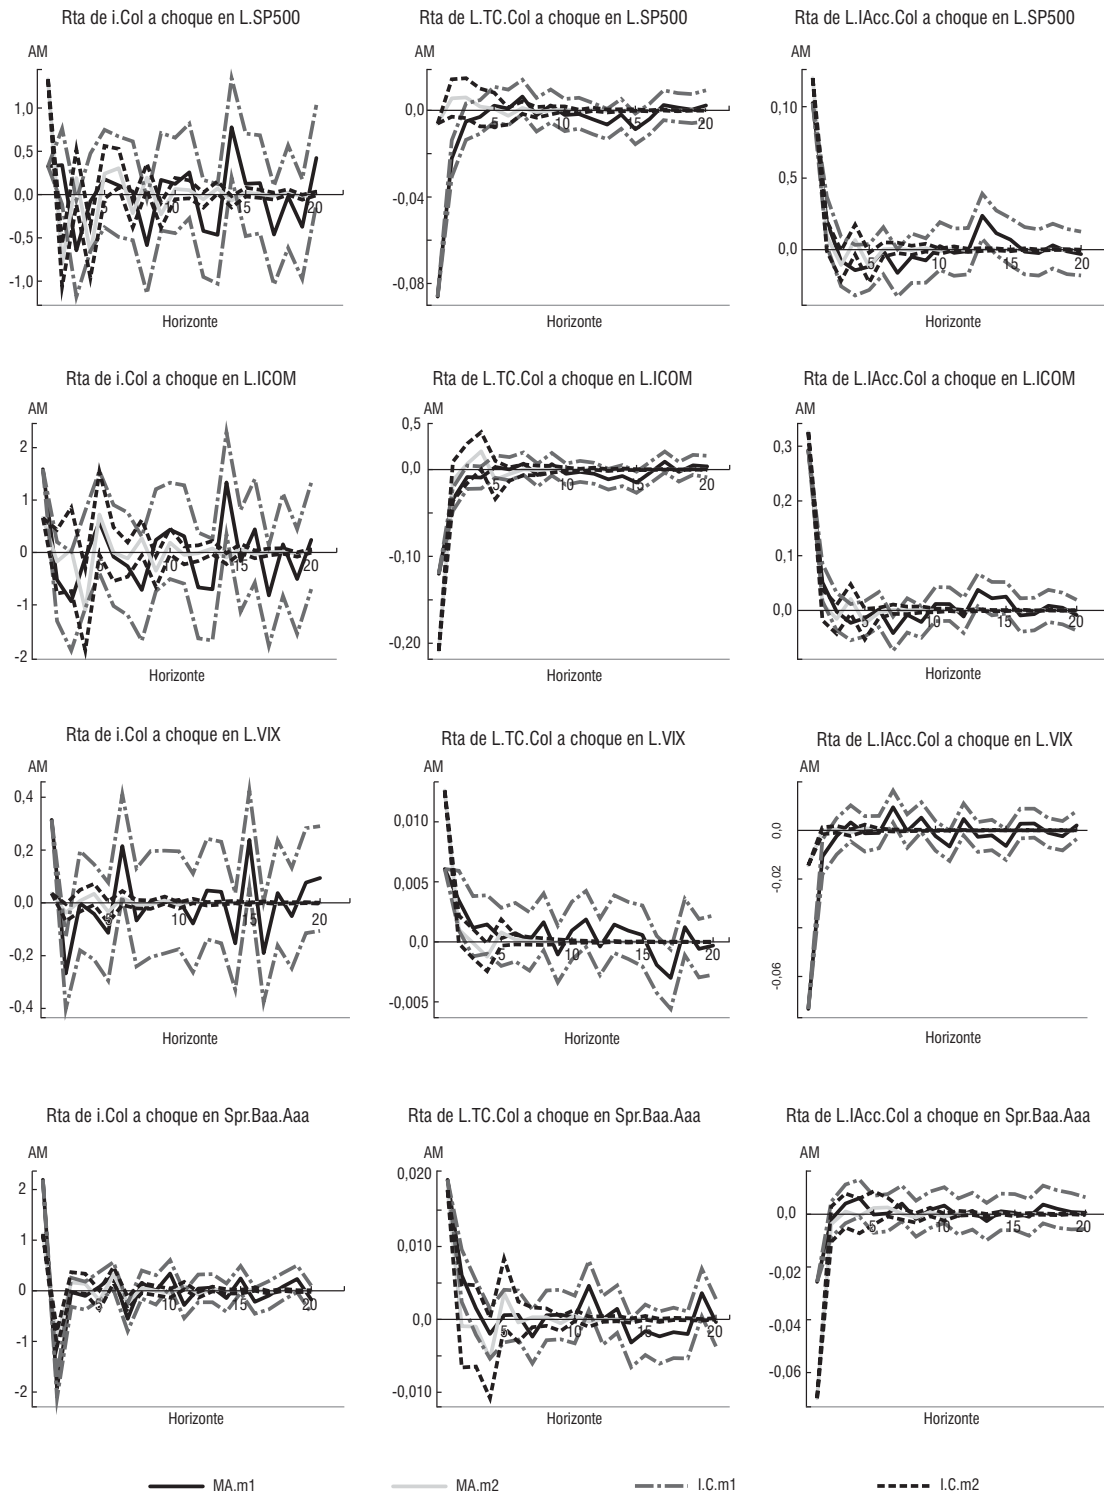 Rta de i.Col a choque en L.SP500
AM
1,0
0,5
0,0
-0,5
-1,0
5
10
15
20
Horizonte
Rta de L.TC.Col a choque en L.SP500
AM
0,0
-0,04
-0,08
5
10
15
20
Horizonte
Rta de L.IAcc.Col a choque en L.SP500
AM
0,10
0,5
0,0
5
10
15
20
Horizonte
Rta de i.Col a choque en L.ICOM
AM
2
1
0
-1
-2
5
10
15
20
Horizonte
Rta de L.TC.Col a choque en L.ICOM
AM
0,5
0,0
-0,10
-0,20
5
10
15
20
Horizonte
Rta de L.IAcc.Col a choque en L.ICOM
AM
0,3
0,2
0,1
0,0
5
10
15
20
Horizonte
Rta de i.Col a choque en L.VIX
AM
0,4
0,2
0,0
-0,2
-0,4
5
10
15
20
Horizonte
Rta de L.TC.Col a choque en L.VIX
AM
0,010
0,005
0,0
-0,005
5
10
15
20
Horizonte
Rta de L.IAcc.Col a choque en L.VIX
AM
0,0
-0,02
-0,06
Horizonte
Rta de i.Col a choque en Spr.Baa.Aaa
AM
2
1
0
-1
-2
5
10
15
20
Horizonte
Rta de L.TC.Col a choque en Spr.Baa.Aaa
AM
0,020
0,010
0,0
-0,010
5
10
15
20
Horizonte
Rta de L.IAcc.Col a choque en Spr.Baa.Aaa
AM
0,0
-0,02
-0,04
-0,06
5
10
15
20
Horizonte
MA.m1
MA.m2
I.C.m1
I.C.m2